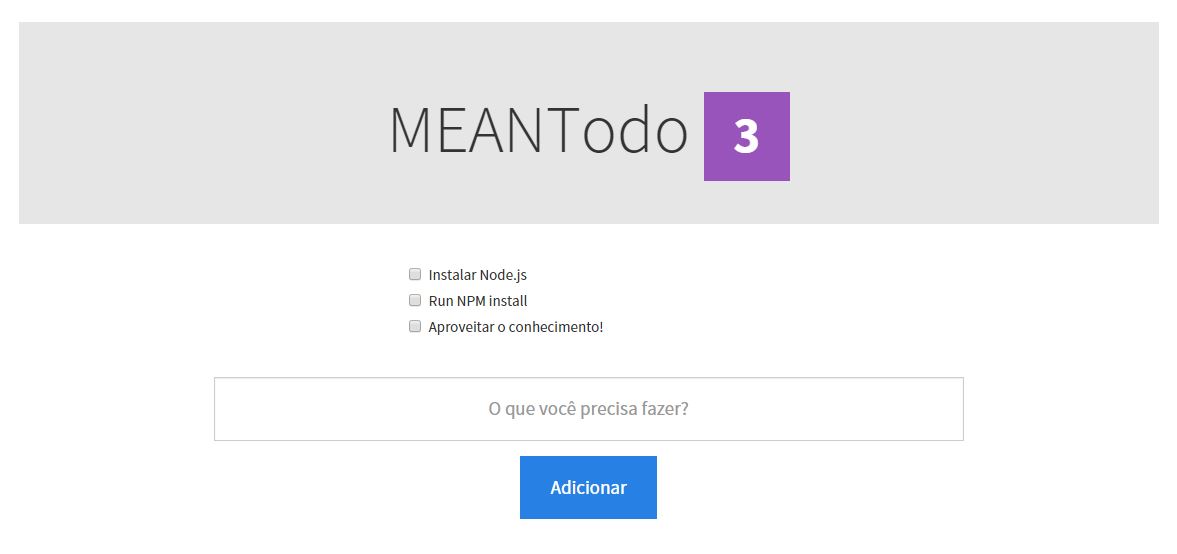 MEANTodo 3
Instalar Node.js
Run NPM install
Aproveitar o conhecimento!
O que você precisa fazer?
Adicionar